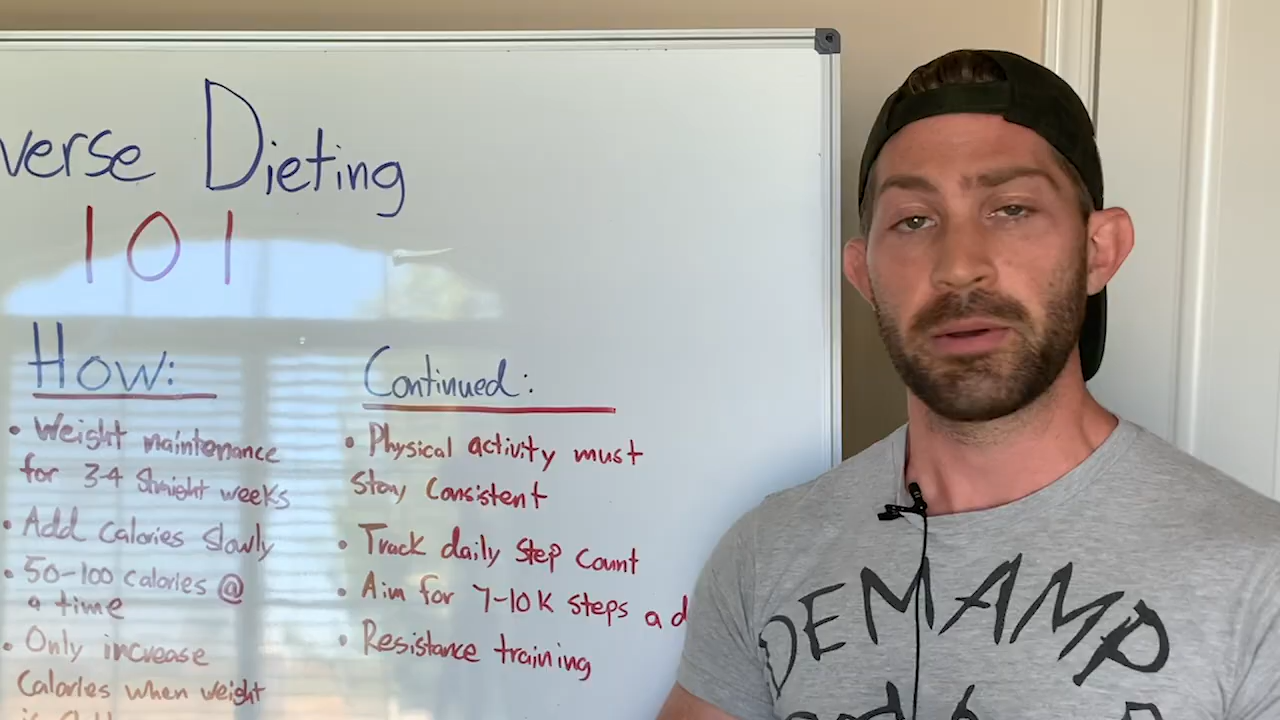 verse Dieting
101
How:
• Weight maintenance
for 3-4 Straight weeks
• Add Calories Slowly
• 50-100 calories @
a time
• Only increase
Calories when weight
Continued:
• Physical activity must
Stay Consistent
• Track daily Step Count
• Aim for 7-10K Steps a d
• Resistance training
DEMAMP